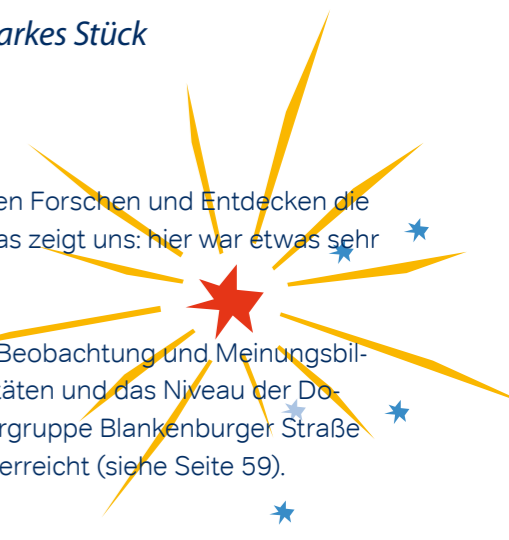 arkes Stück
en Forschen und Entdecken die
as zeigt uns: hier war etwas sehr
Beobachtung und Meinungsbil-
täten und das Niveau der Do-
rgruppe Blankenburger Straße
erreicht (siehe Seite 59).